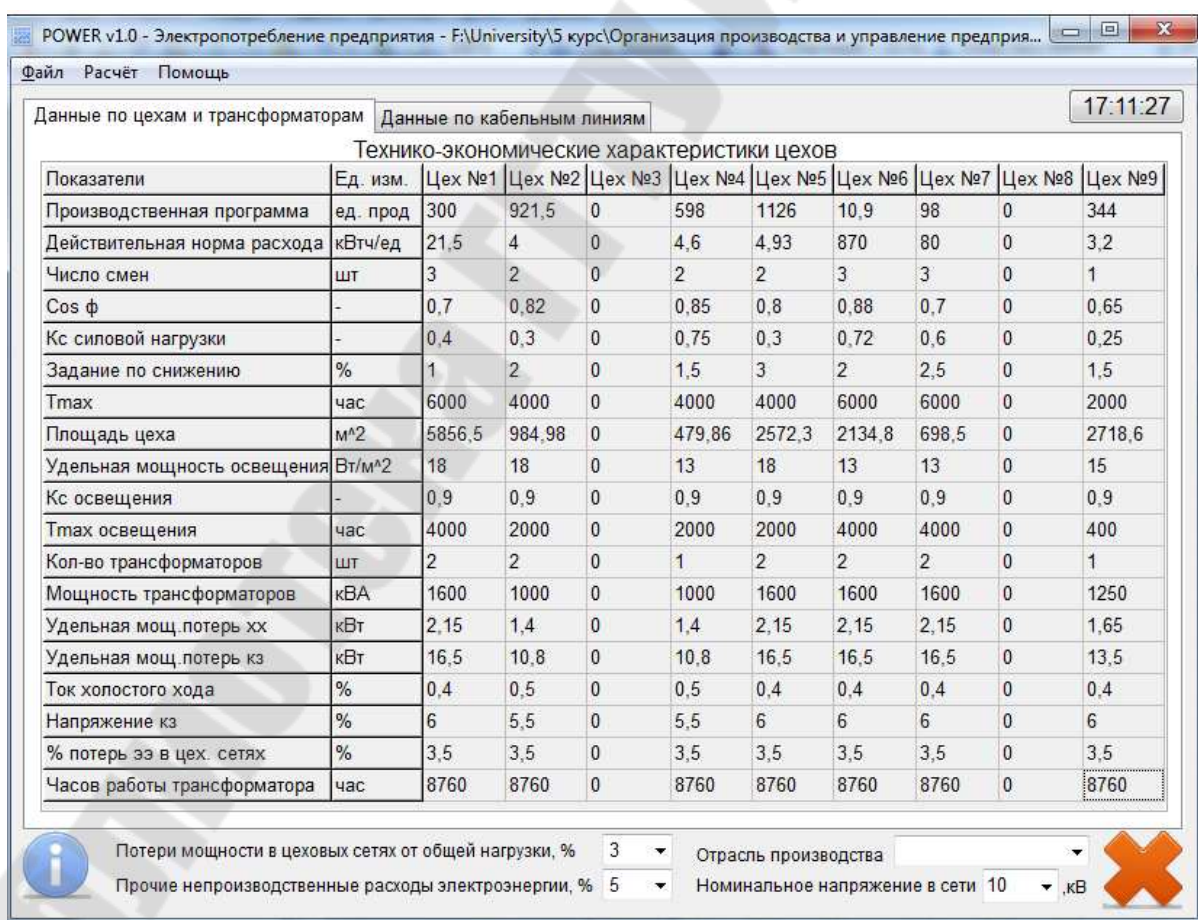 POWER v1.0 - Электропотребление предприятия - F:\University\5 курс\Организация производства и управление предприя...
Файл Расчёт Помощь
Данные по цехам и трансформаторам Данные по кабельным линиям 17:11:27
Технико-экономические характеристики цехов
Показатели Ед. изм. Цех №1 Цех №2 Цех №3 Цех №4 Цех №5 Цех №6 Цех №7 Цех №8 Цех №9
Производственная программа ед. прод 300 921,5 0 598 1126 10,9 98 0 344
Действительная норма расхода кВтч/ед 21,5 4 0 4,6 4,93 870 80 0 3,2
Число смен шт 3 2 0 2 2 3 3 0 1
Cos ф - 0,7 0,82 0 0,85 0,8 0,88 0,7 0 0,65
Кс силовой нагрузки - 0,4 0,3 0 0,75 0,3 0,72 0,6 0 0,25
Задание по снижению % 1 2 0 1,5 3 2 2,5 0 1,5
Tmax час 6000 4000 0 4000 4000 6000 6000 0 2000
Площадь цеха м^2 5856,5 984,98 0 479,86 2572,3 2134,8 698,5 0 2718,6
Удельная мощность освещения Вт/м^2 18 18 0 13 18 13 13 0 15
Кс освещения - 0,9 0,9 0 0,9 0,9 0,9 0,9 0 0,9
Tmax освещения час 4000 2000 0 2000 2000 4000 4000 0 400
Кол-во трансформаторов шт 2 2 0 1 2 2 2 0 1
Мощность трансформаторов кВА 1600 1000 0 1000 1600 1600 1600 0 1250
Удельная мощ.потерь хх кВт 2,15 1,4 0 1,4 2,15 2,15 2,15 0 1,65
Удельная мощ.потерь кз кВт 16,5 10,8 0 10,8 16,5 16,5 16,5 0 13,5
Ток холостого хода % 0,4 0,5 0 0,5 0,4 0,4 0,4 0 0,4
Напряжение кз % 6 5,5 0 5,5 6 6 6 0 6
% потерь ээ в цех. сетях % 3,5 3,5 0 3,5 3,5 3,5 3,5 0 3,5
Часов работы трансформатора час 8760 8760 0 8760 8760 8760 8760 0 8760
Потери мощности в цеховых сетях от общей нагрузки, % 3 Отрасль производства
Прочие непроизводственные расходы электроэнергии, % 5 Номинальное напряжение в сети 10 ,кВ